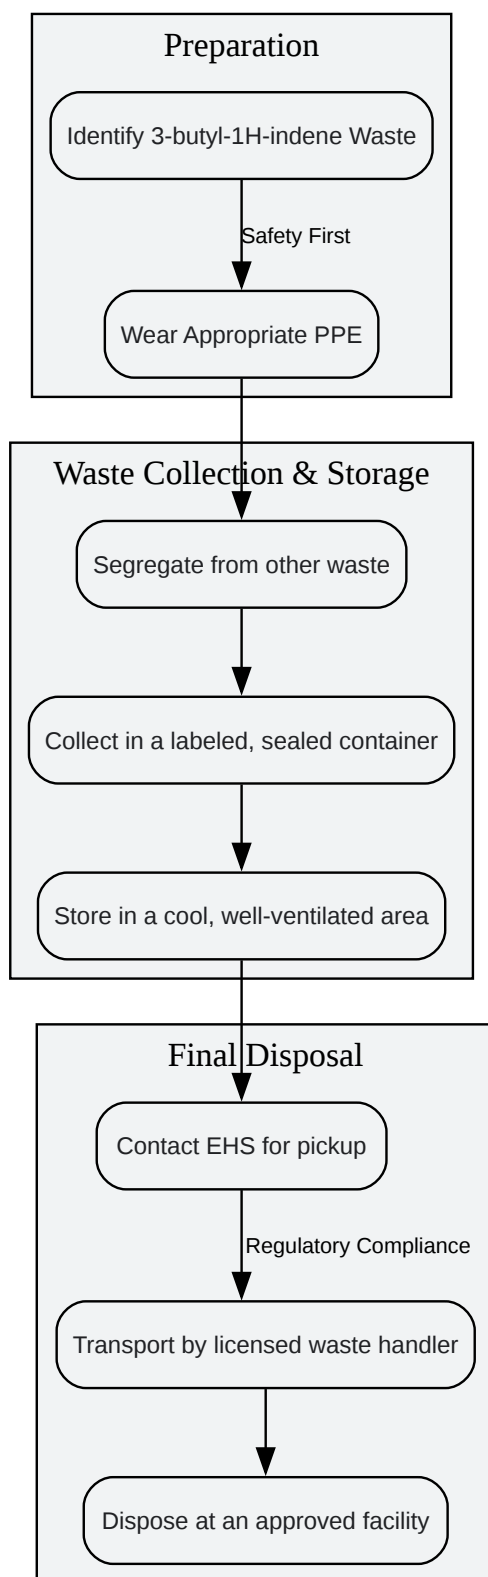 Preparation
Identify 3-butyl-1H-indene Waste
Safety First
Wear Appropriate PPE
Waste Collection & Storage
Segregate from other waste
Collect in a labeled, sealed container
Store in a cool, well-ventilated area
Final Disposal
Contact EHS for pickup
Regulatory Compliance
Transport by licensed waste handler
Dispose at an approved facility